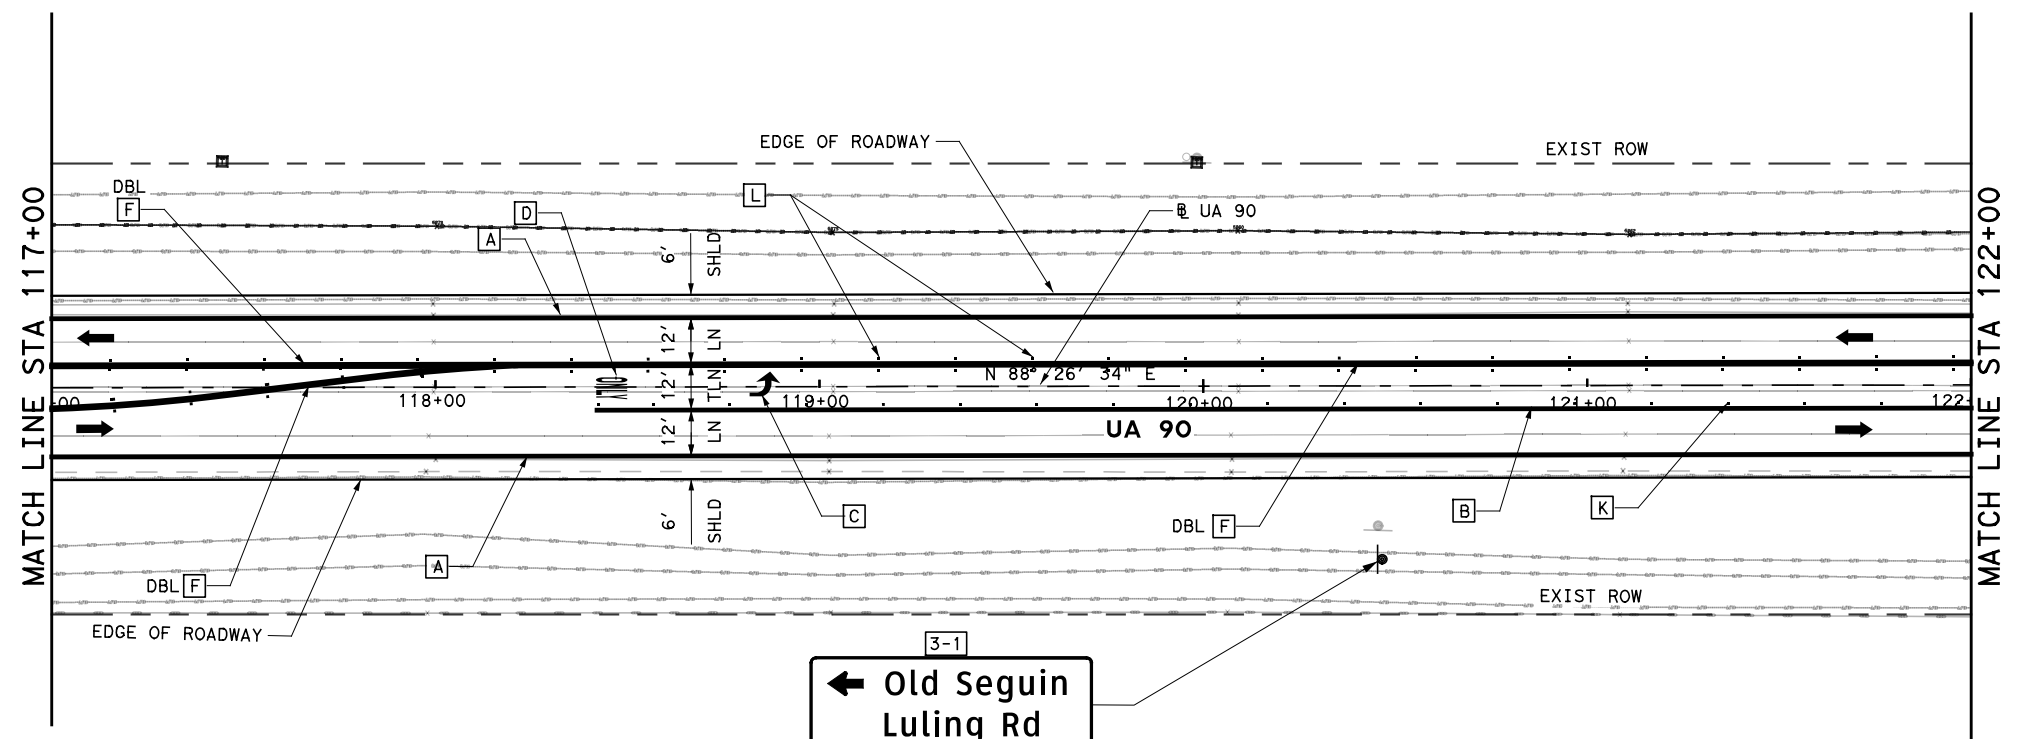 EDGE OF ROADWAY
EXIST ROW
DBL
F
D
L
℄ UA 90
A
6'
SHLD
MATCH LINE STA 117+00
MATCH LINE STA 122+00
12'
LN
12'
TLN
12'
LN
N 88° 26' 34" E
00
118+00
119+00
120+00
121+00
122+
UA 90
6'
SHLD
C
B
K
DBL F
A
DBL F
EXIST ROW
EDGE OF ROADWAY
3-1
Old Seguin
Luling Rd